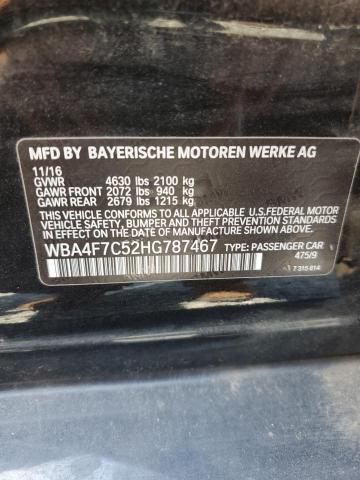 MFD BY BAYERISCHE MOTOREN WERKE AG
11/16
GVWR 4630 lbs 2100 kg
GAWR FRONT 2072 lbs 940 kg
GAWR REAR 2679 lbs 1215 kg
THIS VEHICLE CONFORMS TO ALL APPLICABLE U.S.FEDERAL MOTOR
VEHICLE SAFETY, BUMPER, AND THEFT PREVENTION STANDARDS
IN EFFECT ON THE DATE OF MANUFACTURE SHOWN ABOVE.
WBA4F7C52HG787467 TYPE: PASSENGER CAR
475/9
7 315 614